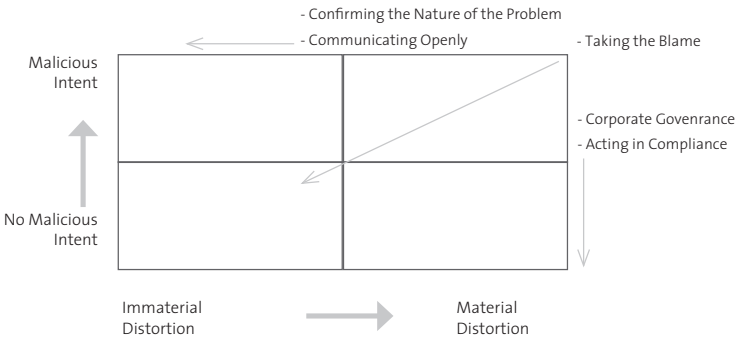 - Confirming the Nature of the Problem
- Communicating Openly
- Taking the Blame
Malicious
Intent
- Corporate Govenrance
- Acting in Compliance
No Malicious
Intent
Immaterial
Distortion
Material
Distortion